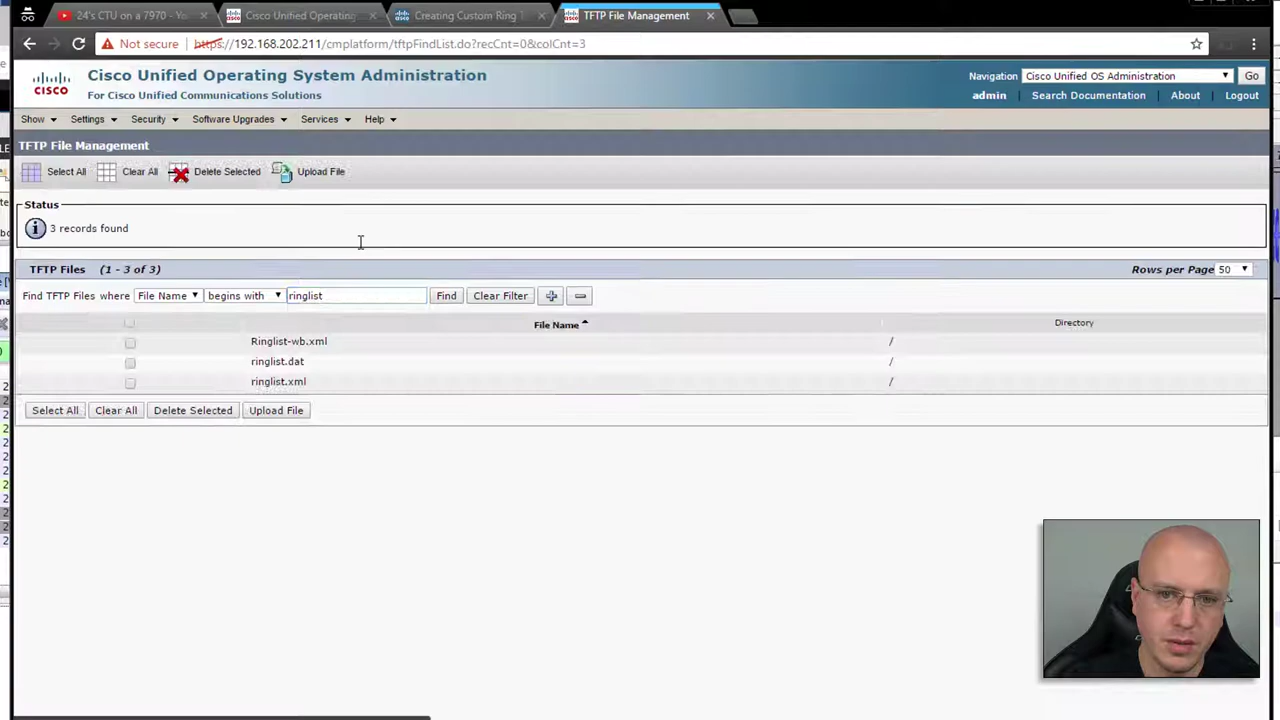 24's CTU on a 7970 - Yo
Cisco Unified Operating
Creating Custom Ring T
TFTP File Management
Not secure
https://192.168.202.211/cmplatform/tftpFindList.do?recCnt=0&colCnt=3
CISCO
Cisco Unified Operating System Administration
For Cisco Unified Communications Solutions
Navigation Cisco Unified OS Administration Go
admin | Search Documentation | About | Logout
Show Settings Security Software Upgrades Services Help
TFTP File Management
Select All Clear All Delete Selected Upload File
Status
3 records found
TFTP Files (1 - 3 of 3) Rows per Page 50
Find TFTP Files where File Name begins with ringlist Find Clear Filter
File Name Directory
Ringlist-wb.xml /
ringlist.dat /
ringlist.xml /
Select All Clear All Delete Selected Upload File